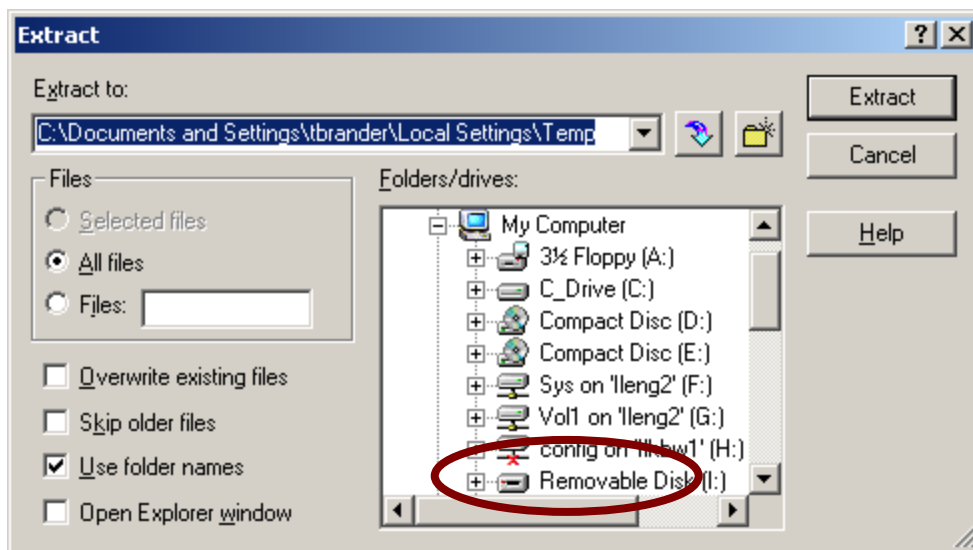 Extract
Extract to:
C:\Documents and Settings\tbrander\Local Settings\Temp
Extract
Cancel
Help
Files
Selected files
All files
Files:
Overwrite existing files
Skip older files
Use folder names
Open Explorer window
Folders/drives:
My Computer
3½ Floppy (A:)
C_Drive (C:)
Compact Disc (D:)
Compact Disc (E:)
Sys on 'lleng2' (F:)
Vol1 on 'lleng2' (G:)
config on (H:)
Removable Disk (I:)